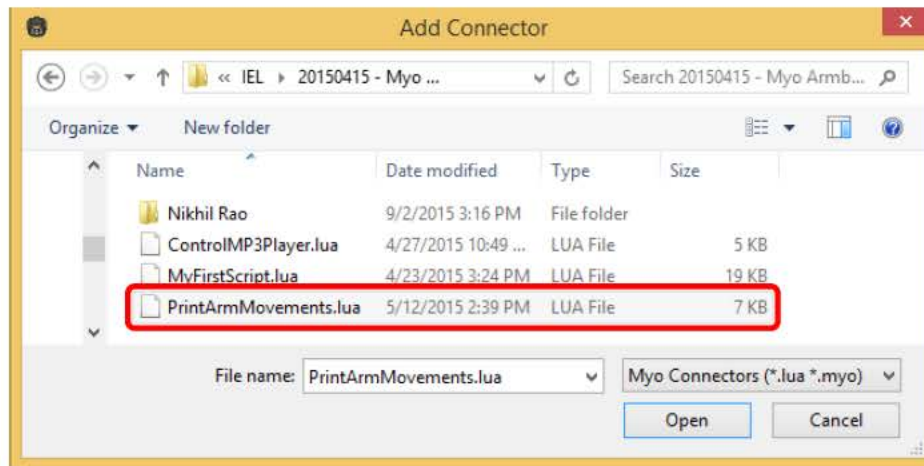 Add Connector
« IEL 20150415 - Myo ... Search 20150415 - Myo Armb...
Organize New folder
Name Date modified Type Size
Nikhil Rao 9/2/2015 3:16 PM File folder
ControlMP3Player.lua 4/27/2015 10:49 ... LUA File 5 KB
MyFirstScript.lua 4/23/2015 3:24 PM LUA File 19 KB
PrintArmMovements.lua 5/12/2015 2:39 PM LUA File 7 KB
File name: PrintArmMovements.lua Myo Connectors (*.lua *.myo)
Open Cancel